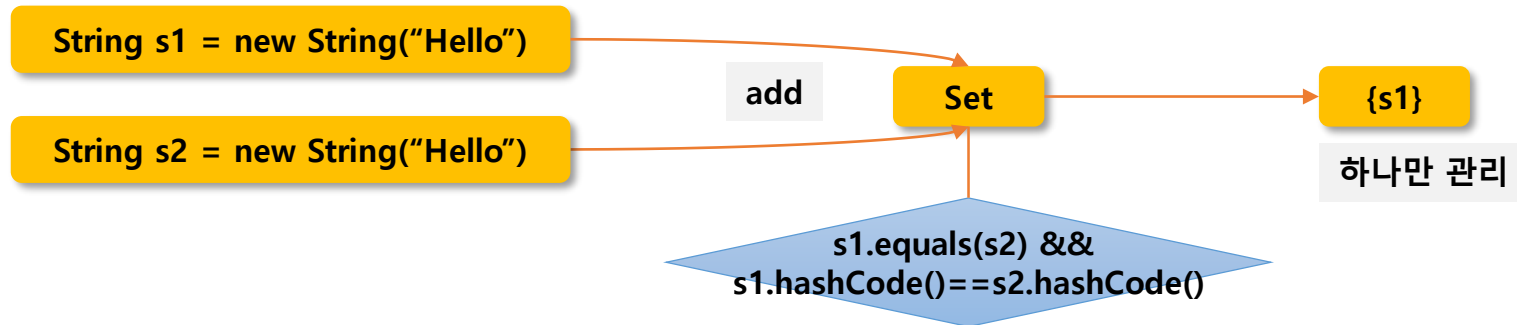 String s1 = new String(“Hello”)
add
Set
{s1}
String s2 = new String(“Hello”)
하나만 관리
s1.equals(s2) &&
s1.hashCode()==s2.hashCode()